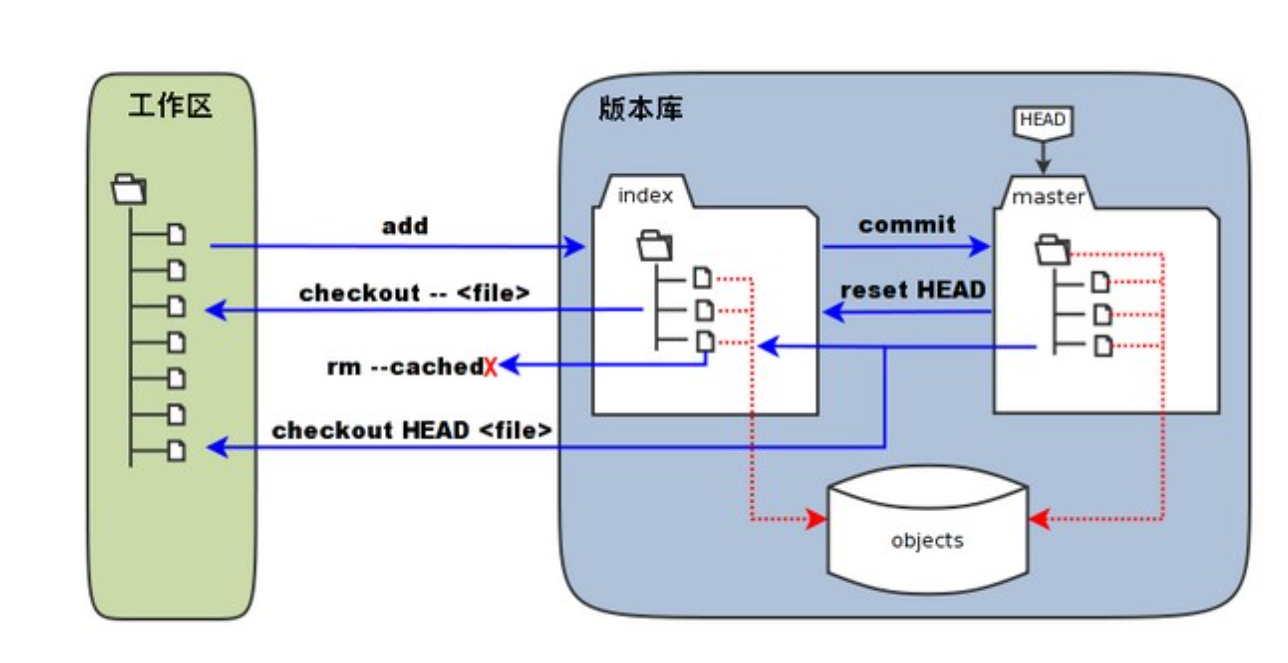 工作区
版本库
HEAD
index
master
add
commit
checkout -- <file>
reset HEAD
rm --cachedX
checkout HEAD <file>
objects